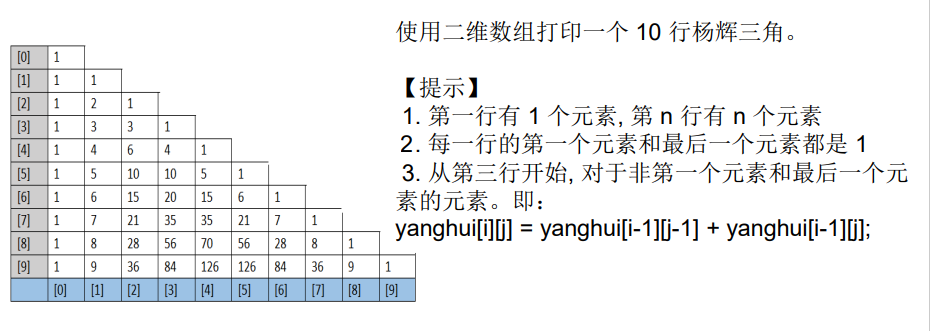 [0] 1
[1] 1 1
[2] 1 2 1
[3] 1 3 3 1
[4] 1 4 6 4 1
[5] 1 5 10 10 5 1
[6] 1 6 15 20 15 6 1
[7] 1 7 21 35 35 21 7 1
[8] 1 8 28 56 70 56 28 8 1
[9] 1 9 36 84 126 126 84 36 9 1
[0] [1] [2] [3] [4] [5] [6] [7] [8] [9]
使用二维数组打印一个 10 行杨辉三角。
【提示】
1. 第一行有 1 个元素, 第 n 行有 n 个元素
2. 每一行的第一个元素和最后一个元素都是 1
3. 从第三行开始, 对于非第一个元素和最后一个元
素的元素。即：
yanghui[i][j] = yanghui[i-1][j-1] + yanghui[i-1][j];